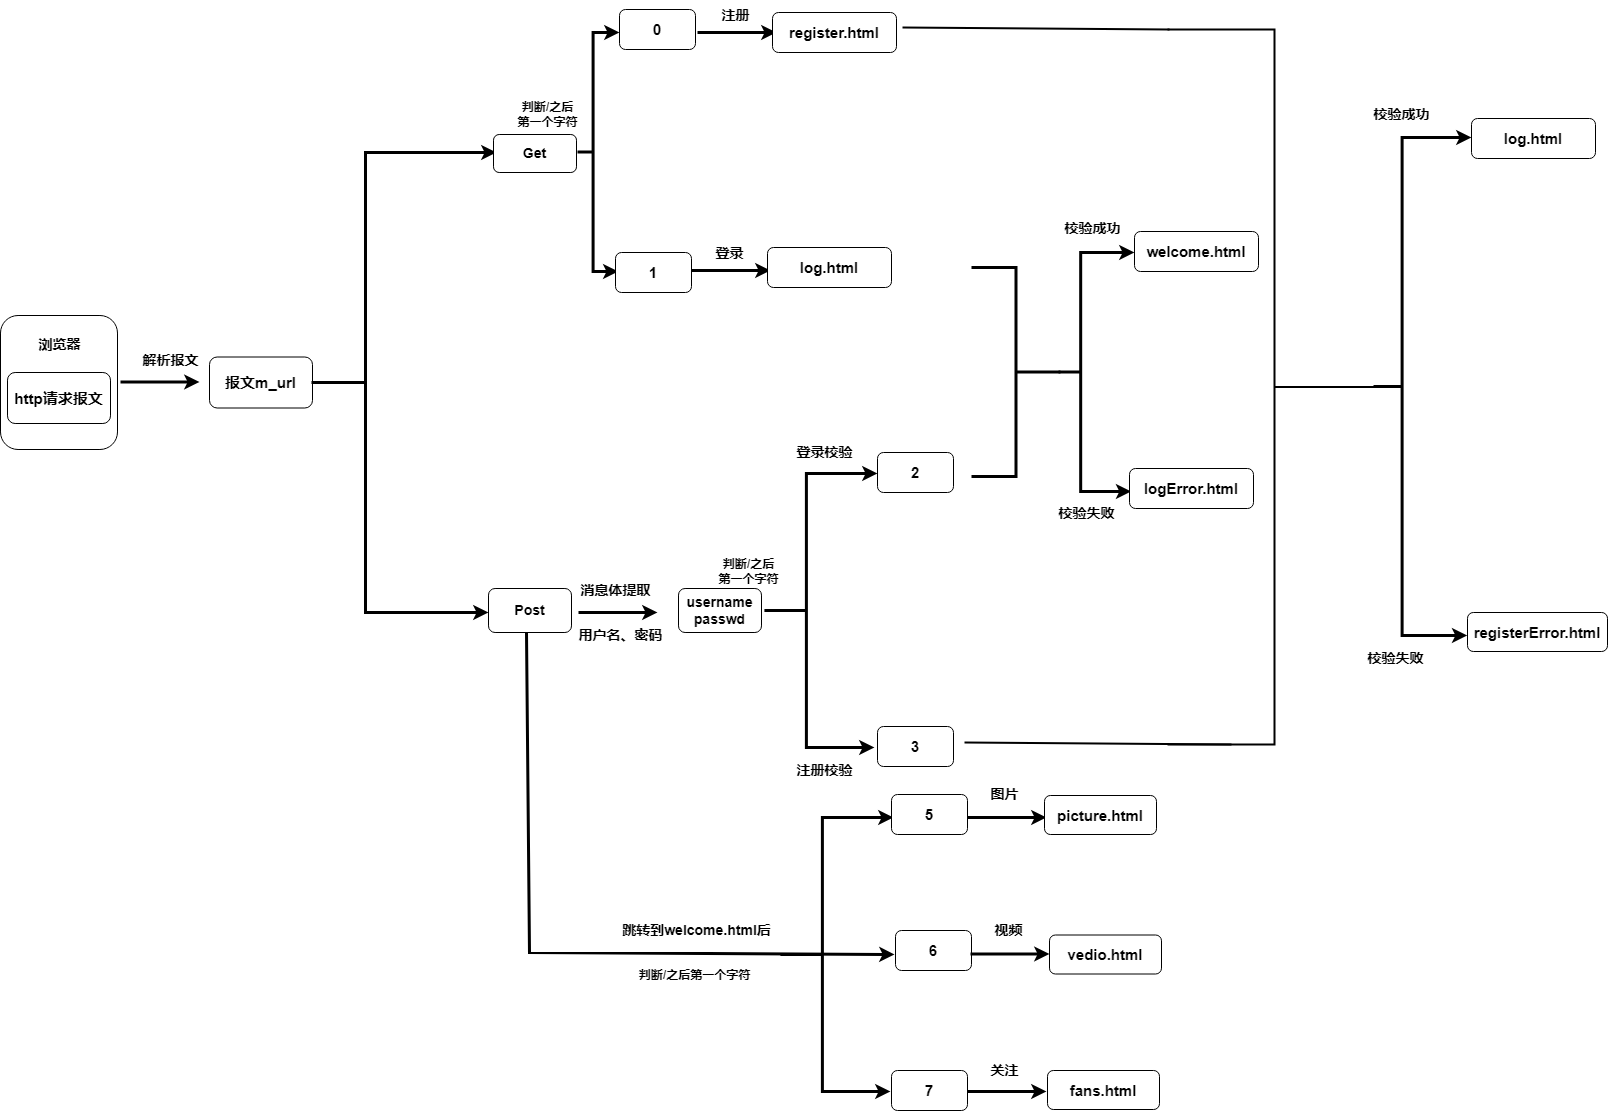 浏览器
http请求报文
解析报文
报文m_url
判断/之后
第一个字符
Get
0
注册
register.html
1
登录
log.html
校验成功
welcome.html
校验失败
logError.html
校验成功
log.html
校验失败
registerError.html
Post
消息体提取
用户名、密码
判断/之后
第一个字符
username
passwd
登录校验
2
注册校验
3
跳转到welcome.html后
判断/之后第一个字符
5
图片
picture.html
6
视频
vedio.html
7
关注
fans.html